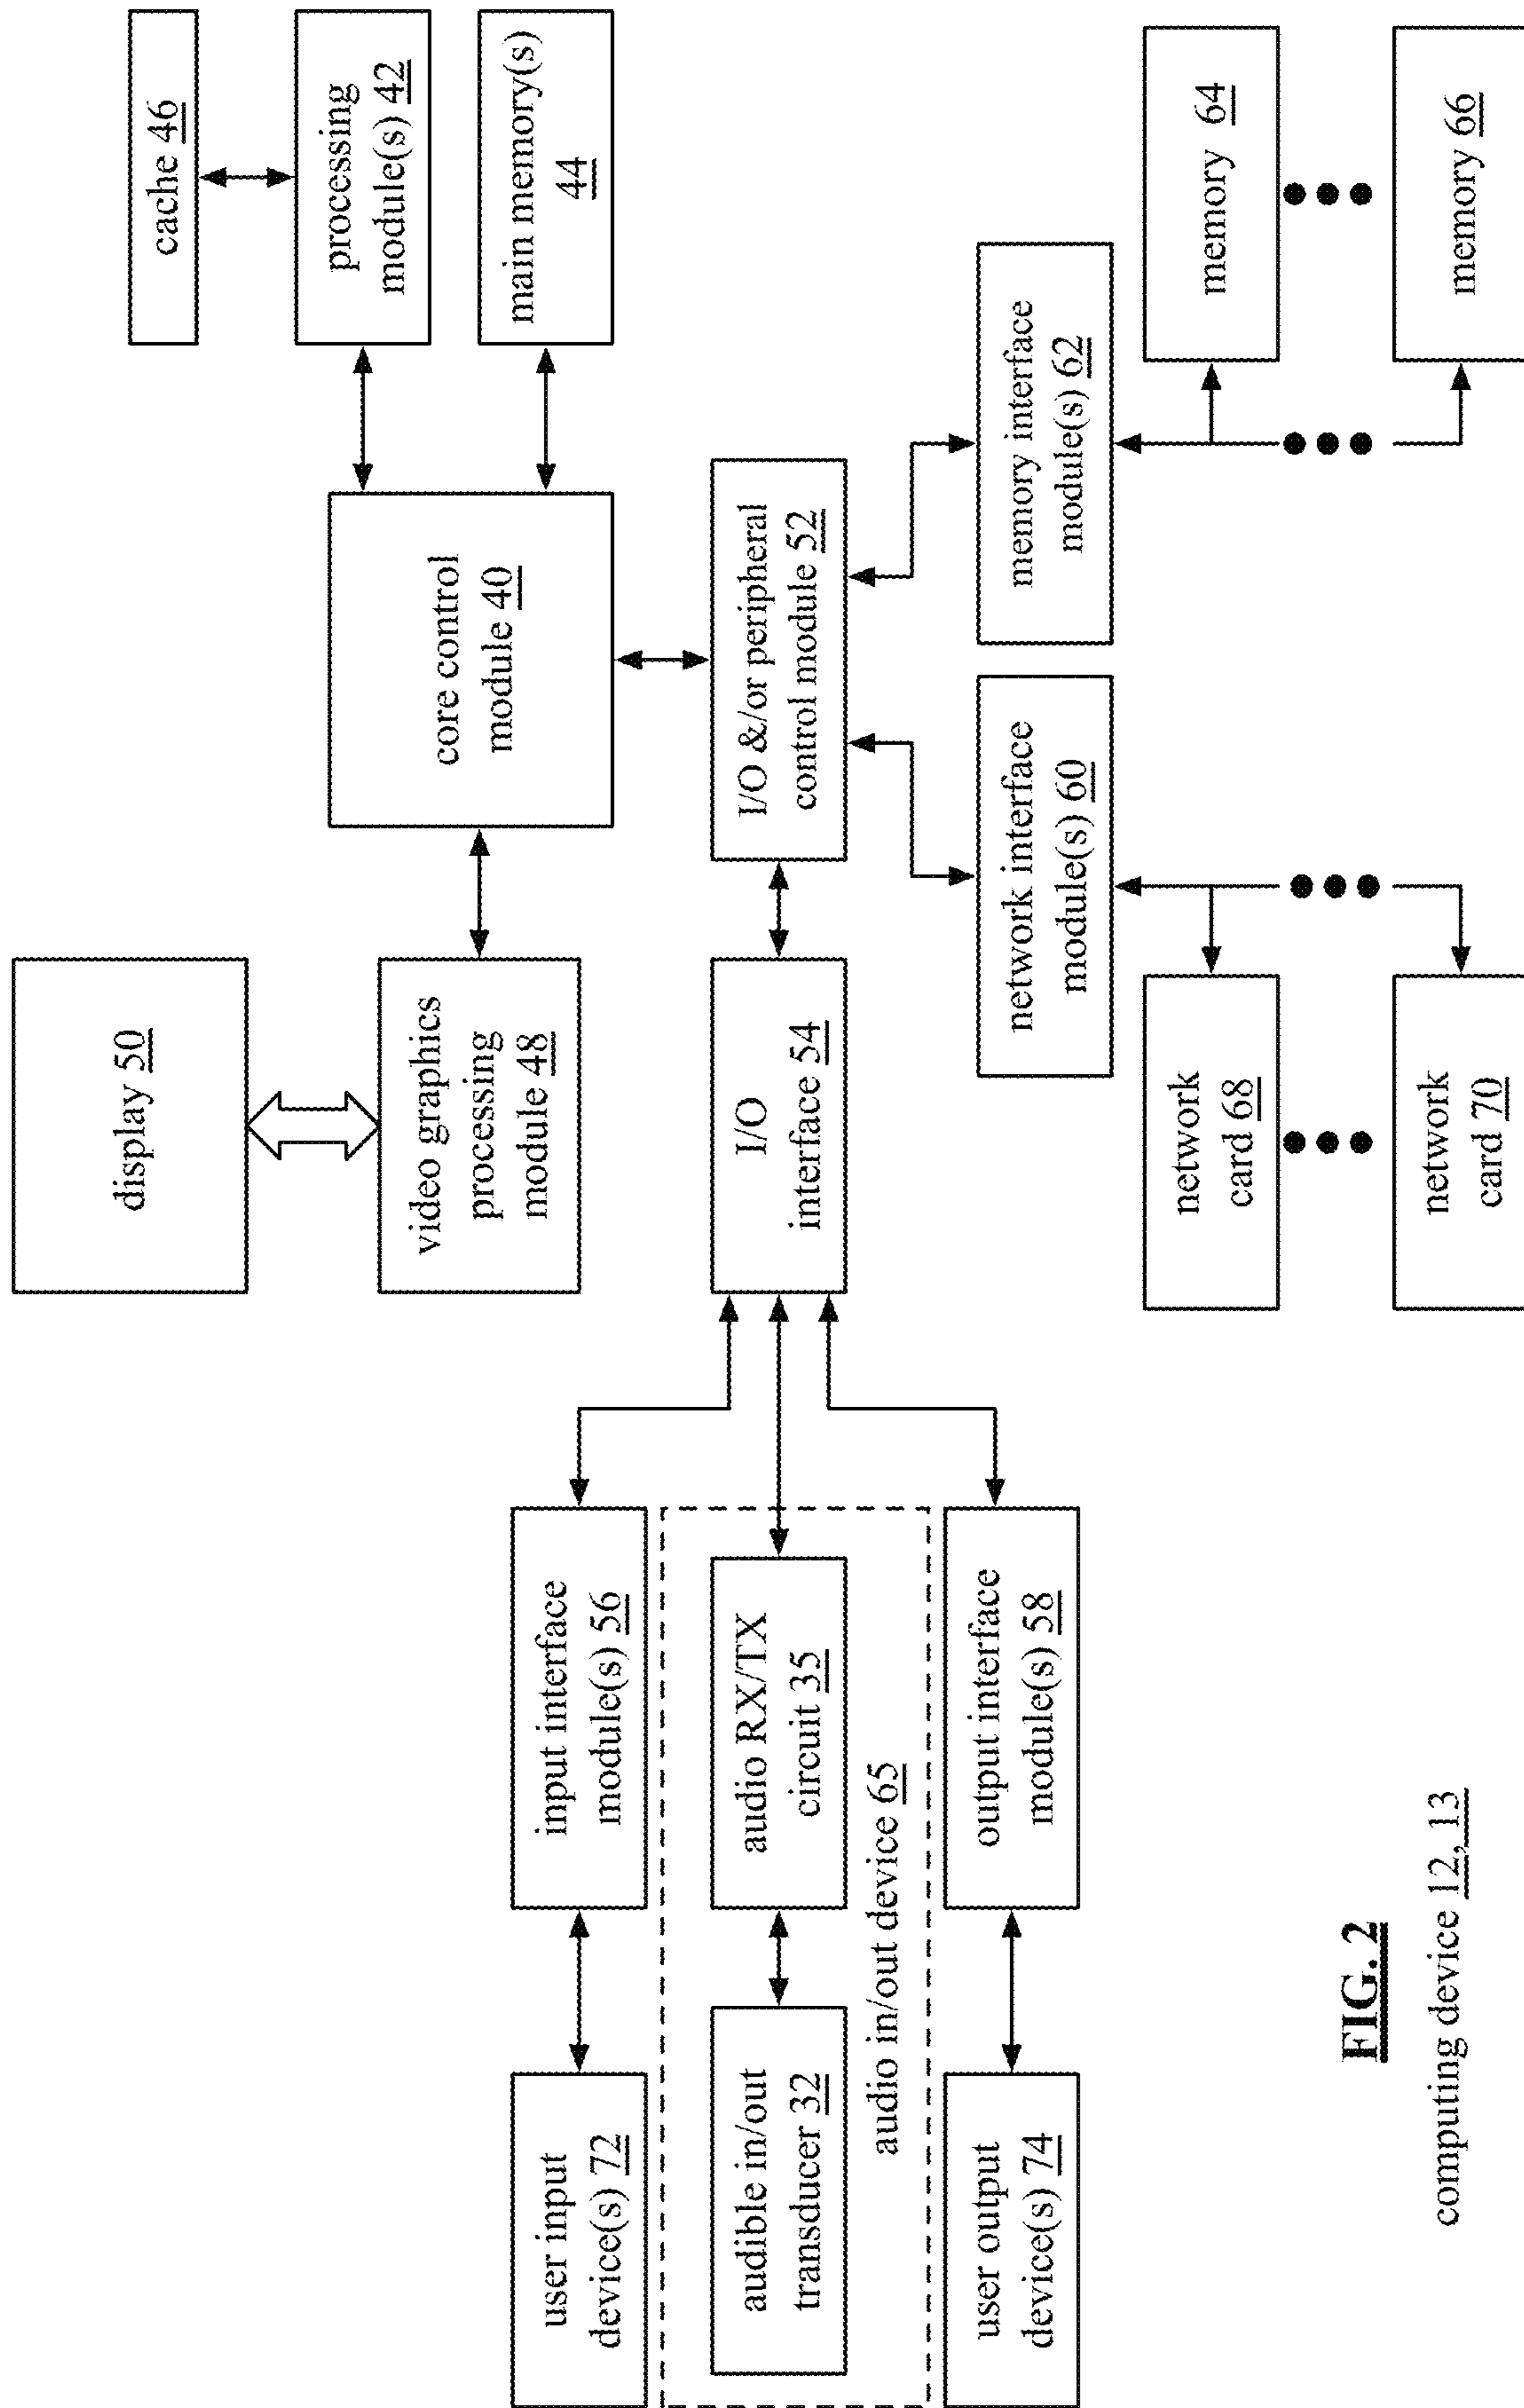 display 50
cache 46
video graphics
processing
module 48
core control
module 40
processing
module(s) 42
main memory(s)
44
user input
device(s) 72
input interface
module(s) 56
audible in/out
transducer 32
audio RX/TX
circuit 35
audio in/out device 65
I/O
interface 54
I/O &/or peripheral
control module 52
user output
device(s) 74
output interface
module(s) 58
network interface
module(s) 60
memory interface
module(s) 62
network
card 68
memory 64
network
card 70
memory 66
FIG. 2
computing device 12, 13